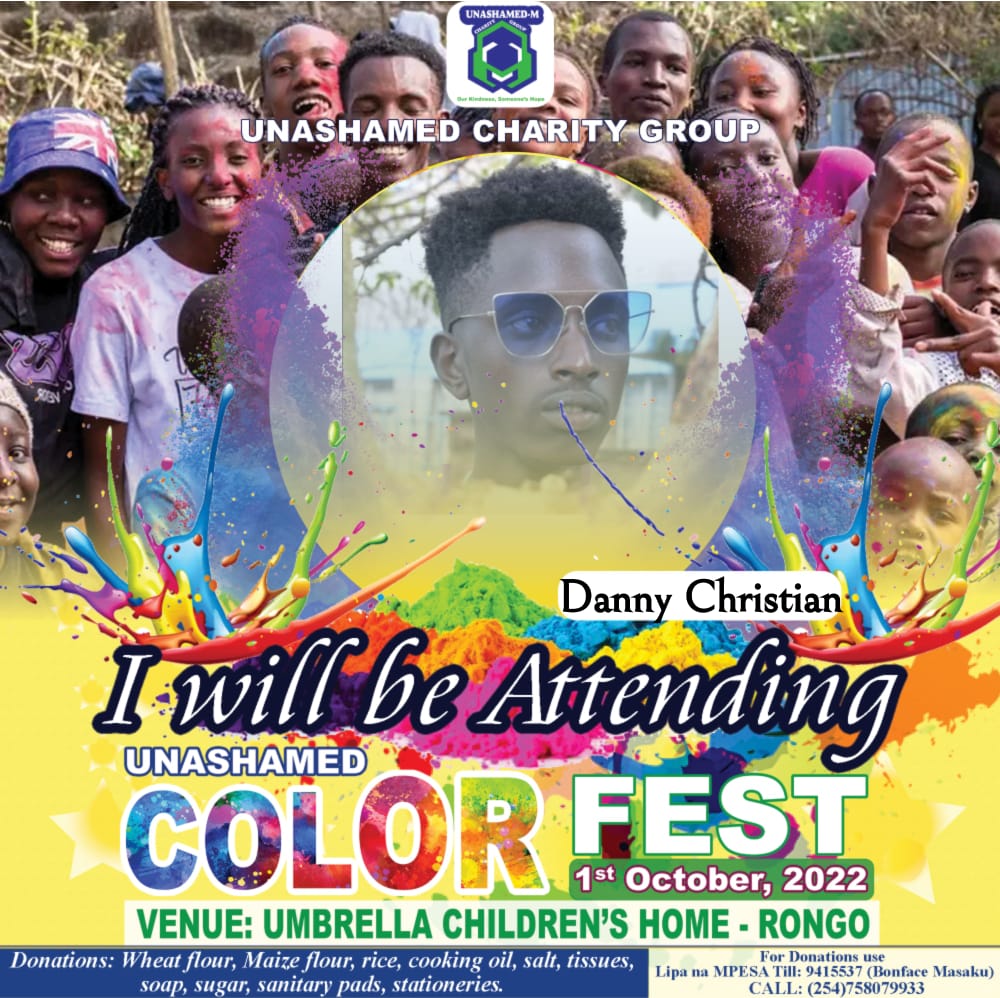 UNASHAMED-M
CHARITY GROUP
Our Kindness, Someone's Hope
UNASHAMED CHARITY GROUP
Danny Christian
I will be Attending
UNASHAMED
COLOR FEST
1st October, 2022
VENUE: UMBRELLA CHILDREN'S HOME - RONGO
Donations: Wheat flour, Maize flour, rice, cooking oil, salt, tissues,
soap, sugar, sanitary pads, stationeries.
For Donations use
Lipa na MPESA Till: 9415537 (Bonface Masaku)
CALL: (254)758079933